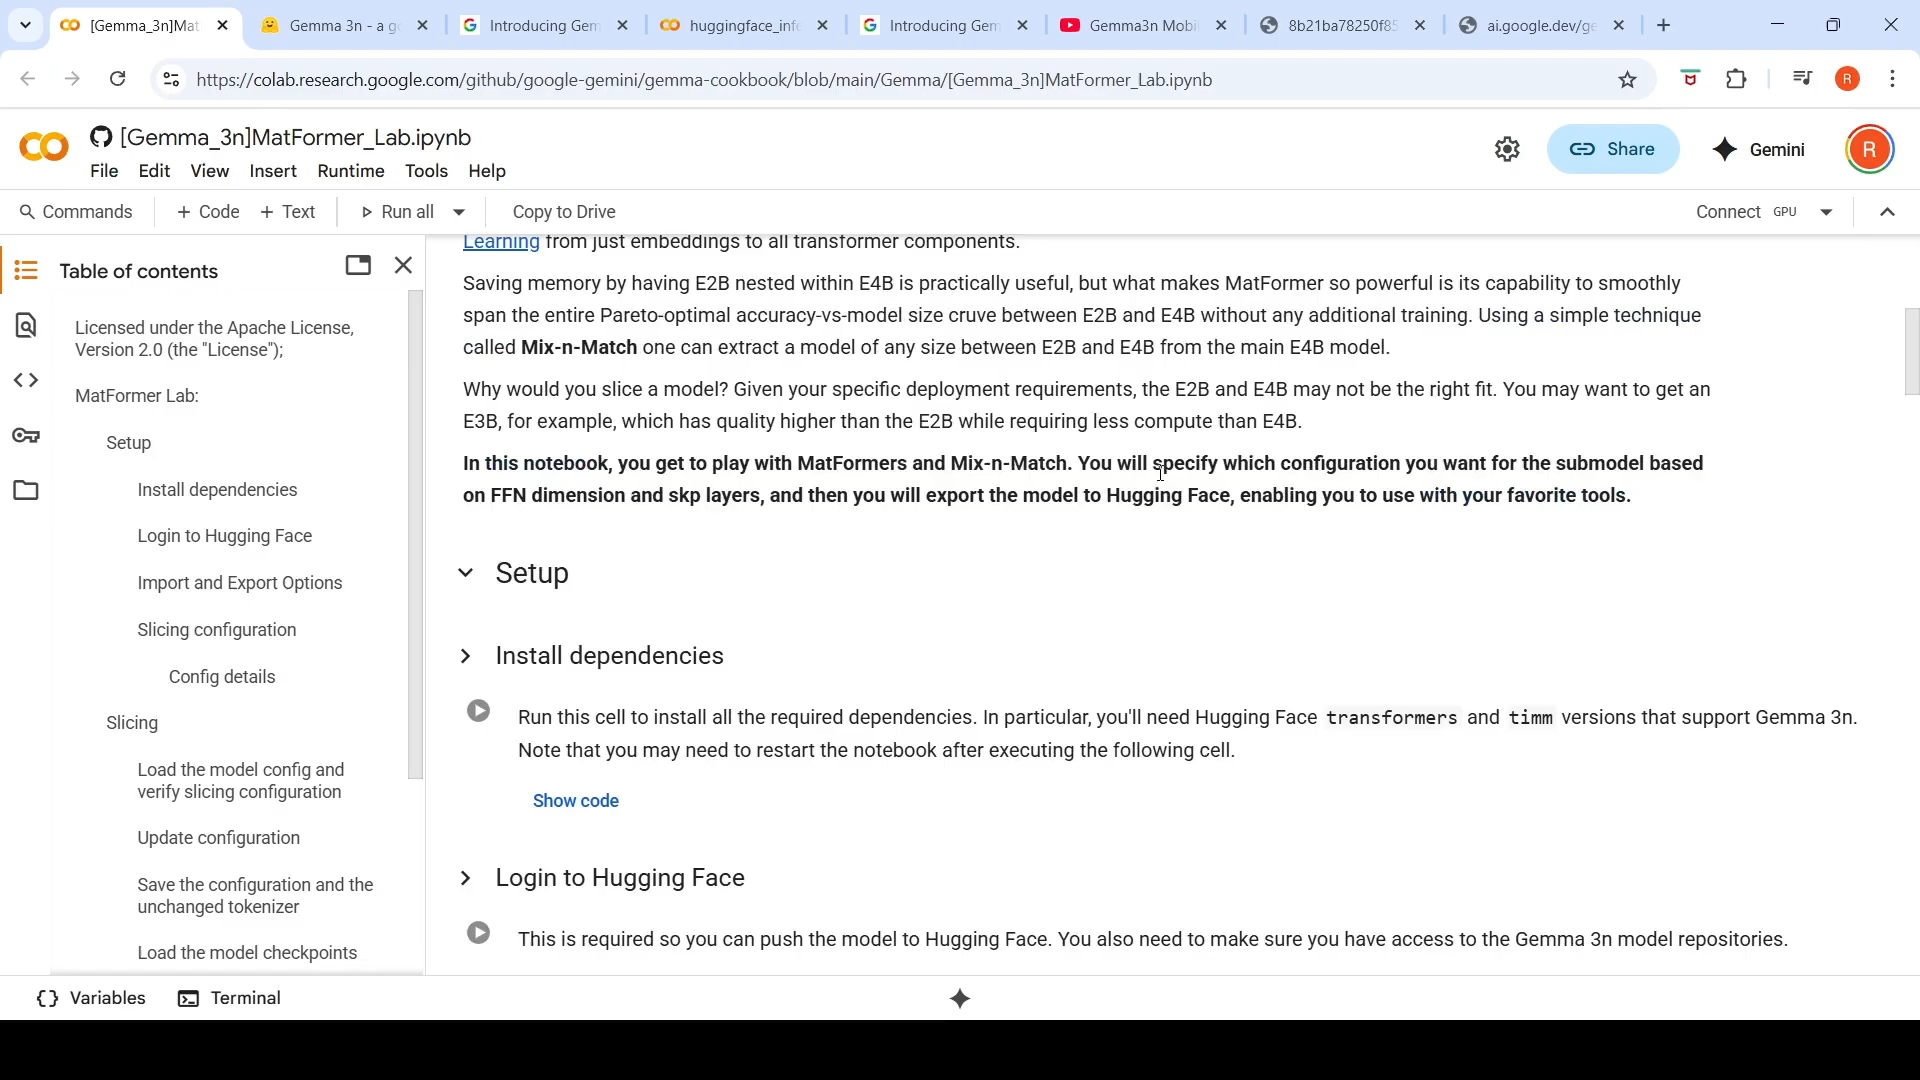 [Gemma_3n]Mat
Gemma 3n - a g
Introducing Gem
huggingface_infe
Introducing Gem
Gemma3n Mobil
8b21ba78250f85
ai.google.dev/ge
https://colab.research.google.com/github/google-gemini/gemma-cookbook/blob/main/Gemma/[Gemma_3n]MatFormer_Lab.ipynb
R
[Gemma_3n]MatFormer_Lab.ipynb
File Edit View Insert Runtime Tools Help
Share
Gemini
R
Commands
+ Code + Text
Run all
Copy to Drive
Connect GPU
Table of contents
Licensed under the Apache License,
Version 2.0 (the "License");
MatFormer Lab:
Setup
Install dependencies
Login to Hugging Face
Import and Export Options
Slicing configuration
Config details
Slicing
Load the model config and
verify slicing configuration
Update configuration
Save the configuration and the
unchanged tokenizer
Load the model checkpoints
Learning from just embeddings to all transformer components.
Saving memory by having E2B nested within E4B is practically useful, but what makes MatFormer so powerful is its capability to smoothly
span the entire Pareto-optimal accuracy-vs-model size cruve between E2B and E4B without any additional training. Using a simple technique
called Mix-n-Match one can extract a model of any size between E2B and E4B from the main E4B model.
Why would you slice a model? Given your specific deployment requirements, the E2B and E4B may not be the right fit. You may want to get an
E3B, for example, which has quality higher than the E2B while requiring less compute than E4B.
In this notebook, you get to play with MatFormers and Mix-n-Match. You will specify which configuration you want for the submodel based
on FFN dimension and skp layers, and then you will export the model to Hugging Face, enabling you to use with your favorite tools.
Setup
Install dependencies
Run this cell to install all the required dependencies. In particular, you'll need Hugging Face transformers and timm versions that support Gemma 3n.
Note that you may need to restart the notebook after executing the following cell.
Show code
Login to Hugging Face
This is required so you can push the model to Hugging Face. You also need to make sure you have access to the Gemma 3n model repositories.
Variables
Terminal